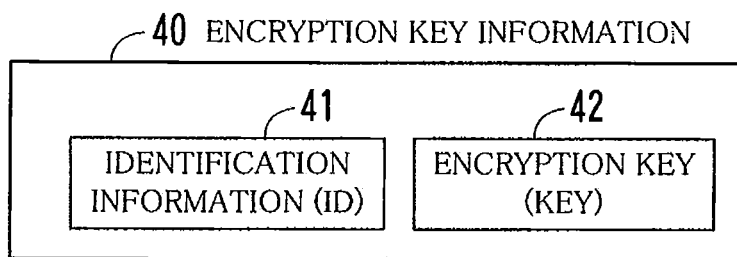 40 ENCRYPTION KEY INFORMATION
41
42
IDENTIFICATION
INFORMATION (ID)
ENCRYPTION KEY
(KEY)